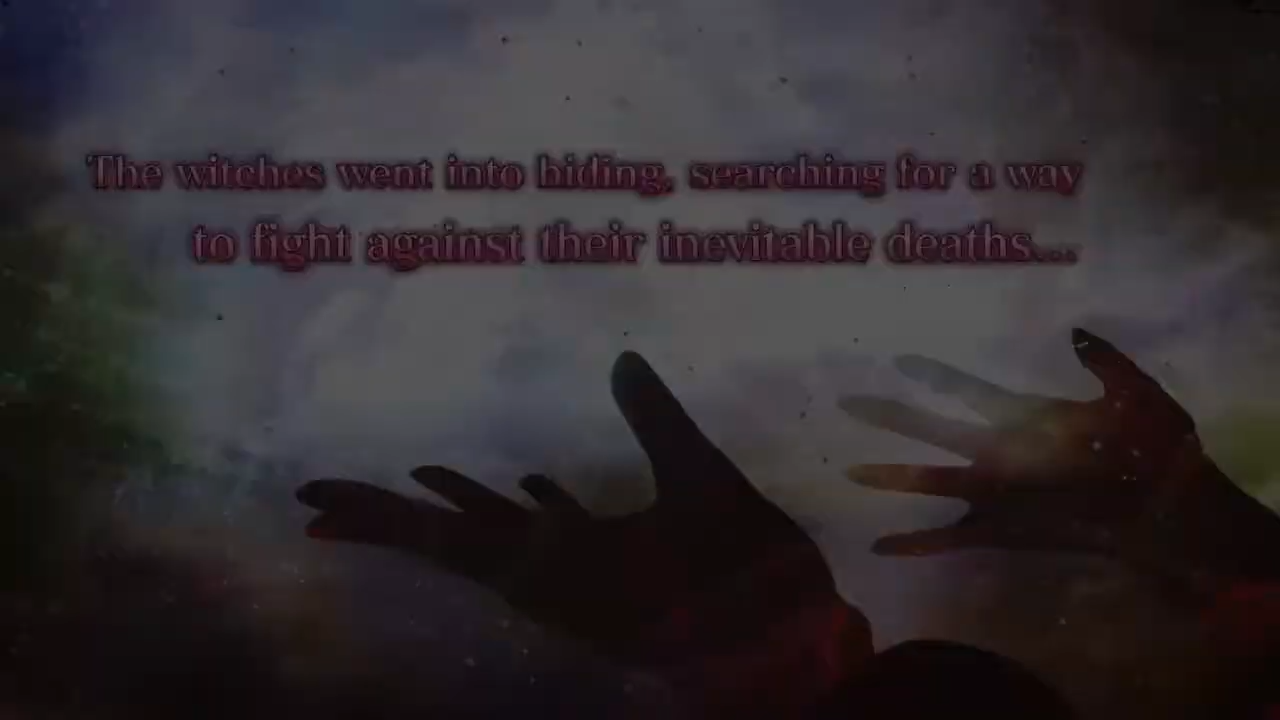 The witches went into hiding, searching for a way
to fight against their inevitable deaths...